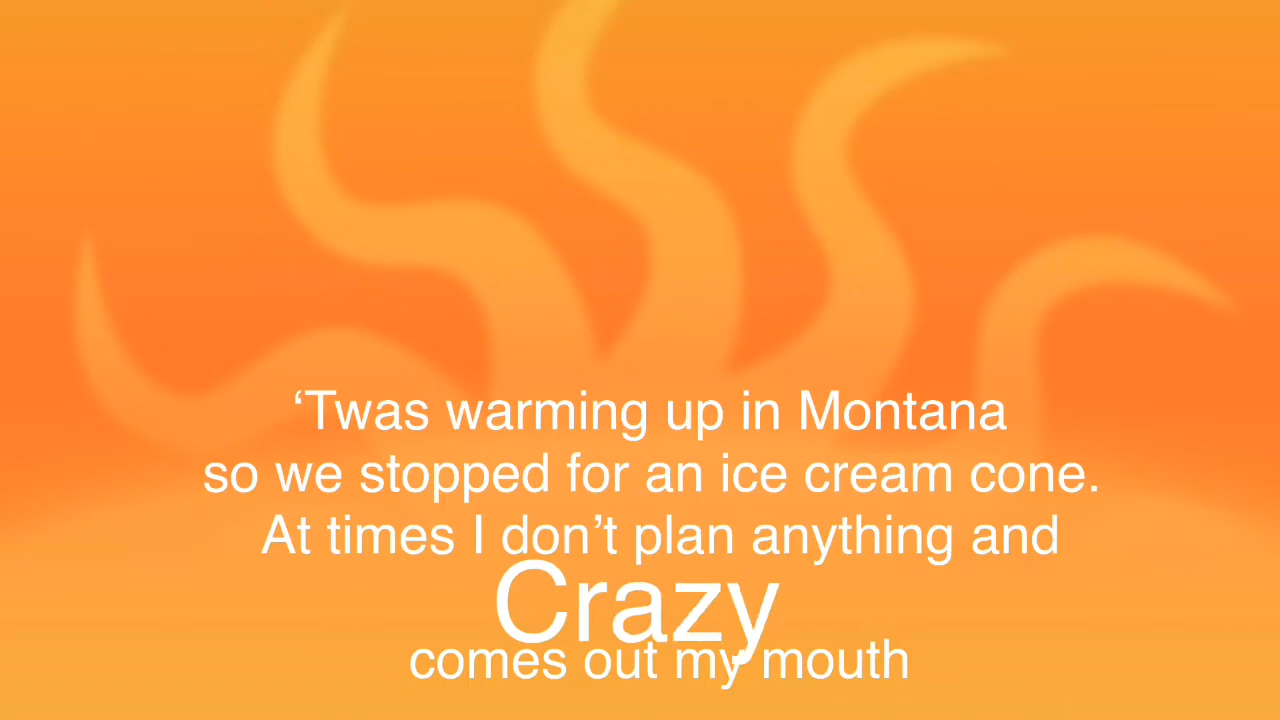 ‘Twas warming up in Montana
so we stopped for an ice cream cone.
At times I don’t plan anything and
Crazy
comes out my mouth